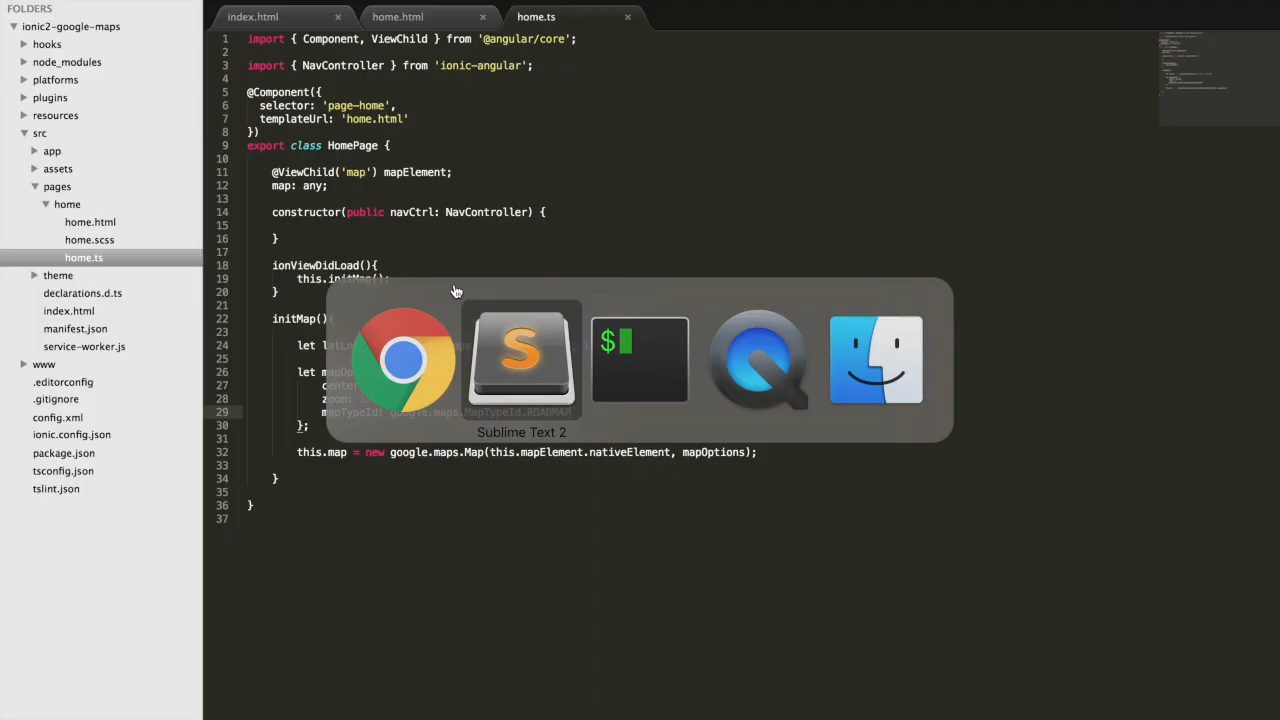 FOLDERS
ionic2-google-maps
hooks
node_modules
platforms
plugins
resources
src
app
assets
pages
home
home.html
home.scss
home.ts
theme
declarations.d.ts
index.html
manifest.json
service-worker.js
www
.editorconfig
.gitignore
config.xml
ionic.config.json
package.json
tsconfig.json
tslint.json
index.html × home.html × home.ts ×
1 import { Component, ViewChild } from '@angular/core';
2
3 import { NavController } from 'ionic-angular';
4
5 @Component({
6 selector: 'page-home',
7 templateUrl: 'home.html'
8 })
9 export class HomePage {
10
11 @ViewChild('map') mapElement;
12 map: any;
13
14 constructor(public navCtrl: NavController) {
15
16 }
17
18 ionViewDidLoad(){
19 this.initMap();
20 }
21
22 initMap(){
23
24 let
25
26 let
27
28 zoom:
29 mapTypeId: google.maps.MapTypeId.ROADMAP
30 };
31
32 this.map = new google.maps.Map(this.mapElement.nativeElement, mapOptions);
33
34 }
35
36 }
37
S
$
Sublime Text 2